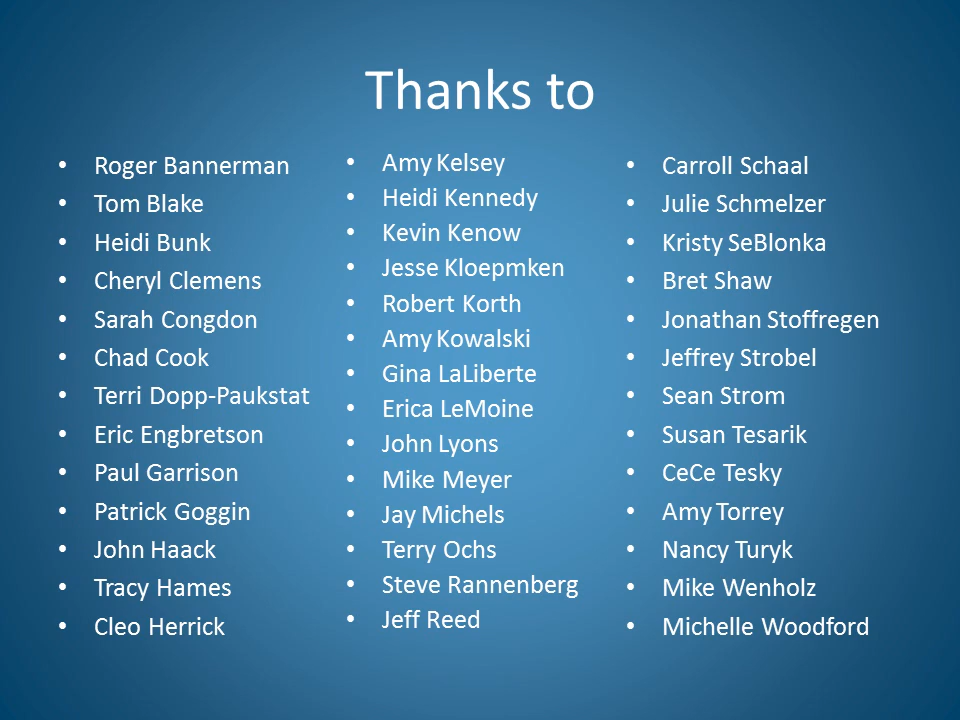 Thanks to
• Roger Bannerman
• Tom Blake
• Heidi Bunk
• Cheryl Clemens
• Sarah Congdon
• Chad Cook
• Terri Dopp-Paukstat
• Eric Engbretson
• Paul Garrison
• Patrick Goggin
• John Haack
• Tracy Hames
• Cleo Herrick
• Amy Kelsey
• Heidi Kennedy
• Kevin Kenow
• Jesse Kloepmken
• Robert Korth
• Amy Kowalski
• Gina LaLiberte
• Erica LeMoine
• John Lyons
• Mike Meyer
• Jay Michels
• Terry Ochs
• Steve Rannenberg
• Jeff Reed
• Carroll Schaal
• Julie Schmelzer
• Kristy SeBlonka
• Bret Shaw
• Jonathan Stoffregen
• Jeffrey Strobel
• Sean Strom
• Susan Tesarik
• CeCe Tesky
• Amy Torrey
• Nancy Turyk
• Mike Wenholz
• Michelle Woodford